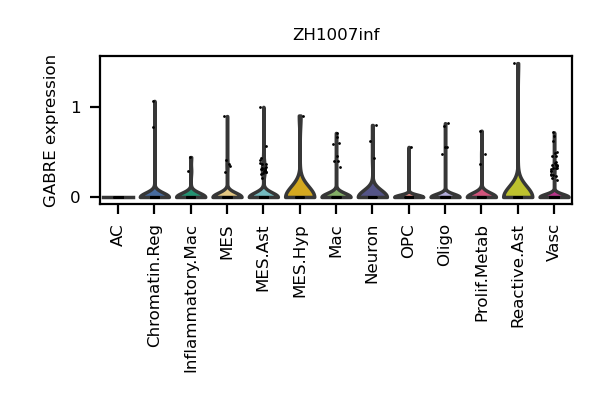 ZH1007inf
GABRE expression
1
0
AC
Chromatin.Reg
Inflammatory.Mac
MES
MES.Ast
MES.Hyp
Mac
Neuron
OPC
Oligo
Prolif.Metab
Reactive.Ast
Vasc